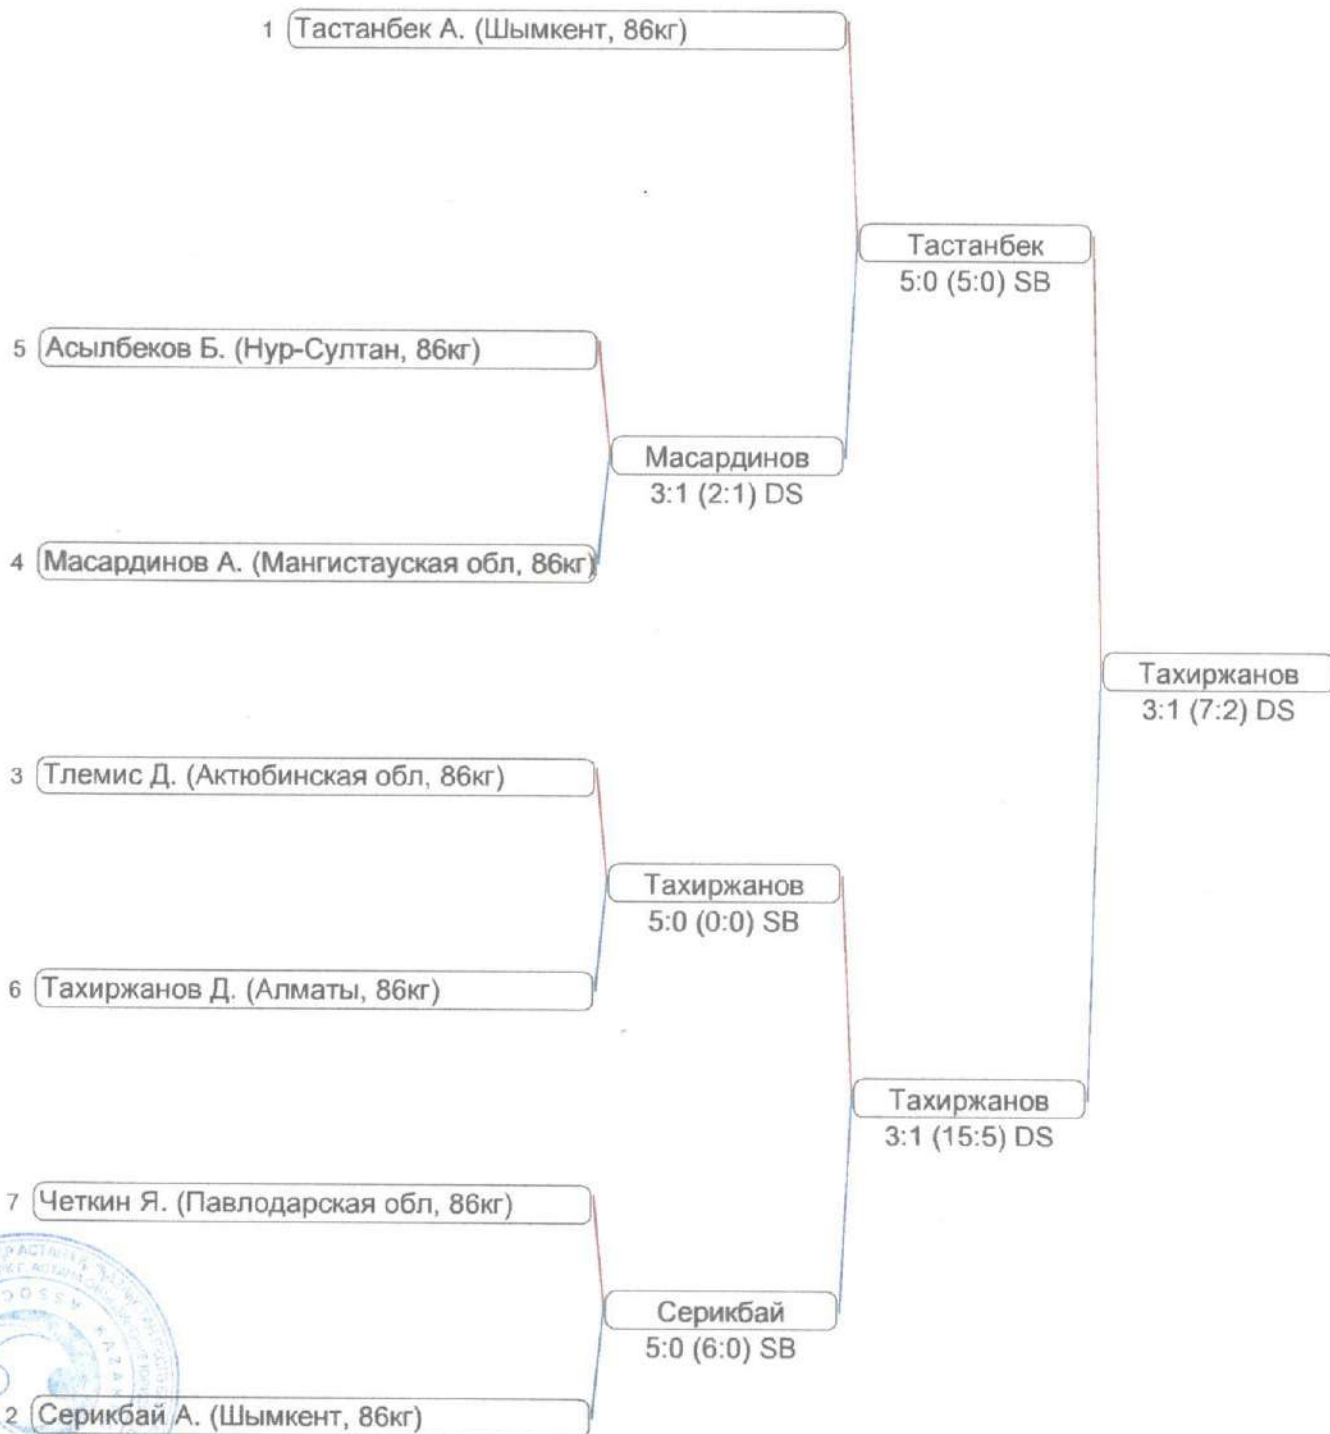 1 Тастанбек А. (Шымкент, 86кг)
Тастанбек
5:0 (5:0) SB
5 Асылбеков Б. (Нур-Султан, 86кг)
Масардинов
3:1 (2:1) DS
4 Масардинов А. (Мангистауская обл, 86кг)
Тахиржанов
3:1 (7:2) DS
3 Тлемис Д. (Актюбинская обл, 86кг)
Тахиржанов
5:0 (0:0) SB
6 Тахиржанов Д. (Алматы, 86кг)
Тахиржанов
3:1 (15:5) DS
7 Четкин Я. (Павлодарская обл, 86кг)
Серикбай
5:0 (6:0) SB
2 Серикбай А. (Шымкент, 86кг)